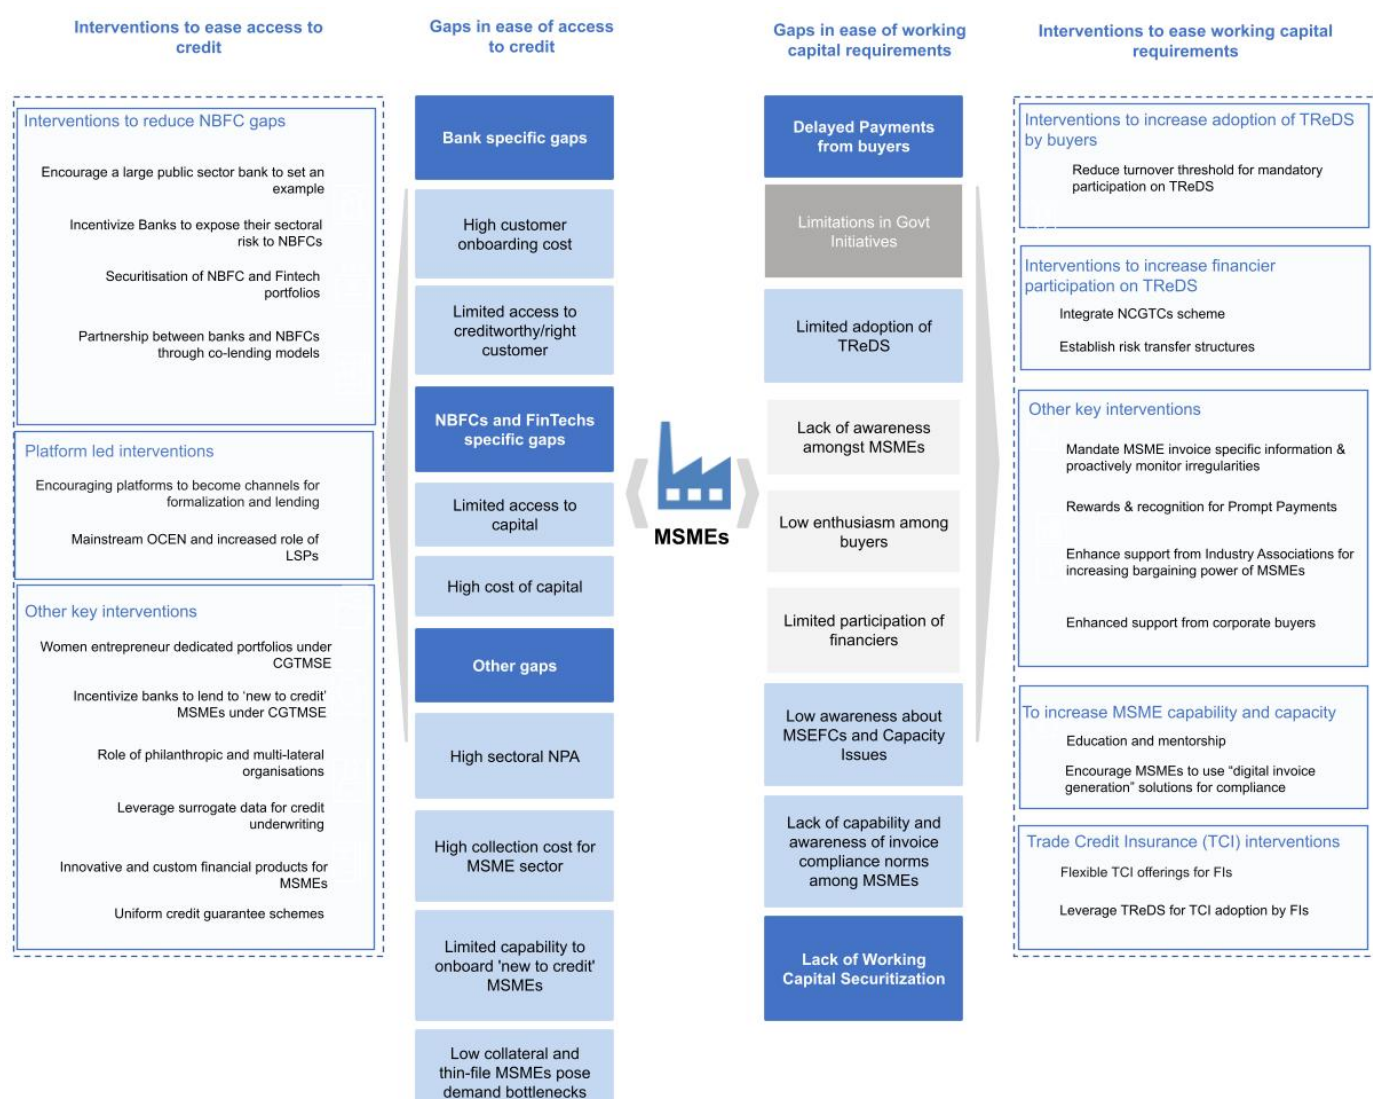 Interventions to ease access to
credit
Interventions to reduce NBFC gaps
Encourage a large public sector bank to set an
example
Incentivize Banks to expose their sectoral
risk to NBFCs
Securitisation of NBFC and Fintech
portfolios
Partnership between banks and NBFCs
through co-lending models
Platform led interventions
Encouraging platforms to become channels for
formalization and lending
Mainstream OCEN and increased role of
LSPs
Other key interventions
Women entrepreneur dedicated portfolios under
CGTMSE
Incentivize banks to lend to ‘new to credit’
MSMEs under CGTMSE
Role of philanthropic and multi-lateral
organisations
Leverage surrogate data for credit
underwriting
Innovative and custom financial products for
MSMEs
Uniform credit guarantee schemes
Gaps in ease of access
to credit
Bank specific gaps
High customer
onboarding cost
Limited access to
creditworthy/right
customer
NBFCs and FinTechs
specific gaps
Limited access to
capital
High cost of capital
Other gaps
High sectoral NPA
High collection cost for
MSME sector
Limited capability to
onboard 'new to credit'
MSMEs
Low collateral and
thin-file MSMEs pose
demand bottlenecks
MSMEs
Gaps in ease of working
capital requirements
Delayed Payments
from buyers
Limitations in Govt
Initiatives
Limited adoption of
TReDS
Lack of awareness
amongst MSMEs
Low enthusiasm among
buyers
Limited participation of
financiers
Low awareness about
MSEFCs and Capacity
Issues
Lack of capability and
awareness of invoice
compliance norms
among MSMEs
Lack of Working
Capital Securitization
Interventions to ease working capital
requirements
Interventions to increase adoption of TReDS
by buyers
Reduce turnover threshold for mandatory
participation on TReDS
Interventions to increase financier
participation on TReDS
Integrate NCGTCs scheme
Establish risk transfer structures
Other key interventions
Mandate MSME invoice specific information &
proactively monitor irregularities
Rewards & recognition for Prompt Payments
Enhance support from Industry Associations for
increasing bargaining power of MSMEs
Enhanced support from corporate buyers
To increase MSME capability and capacity
Education and mentorship
Encourage MSMEs to use “digital invoice
generation” solutions for compliance
Trade Credit Insurance (TCI) interventions
Flexible TCI offerings for FIs
Leverage TReDS for TCI adoption by FIs